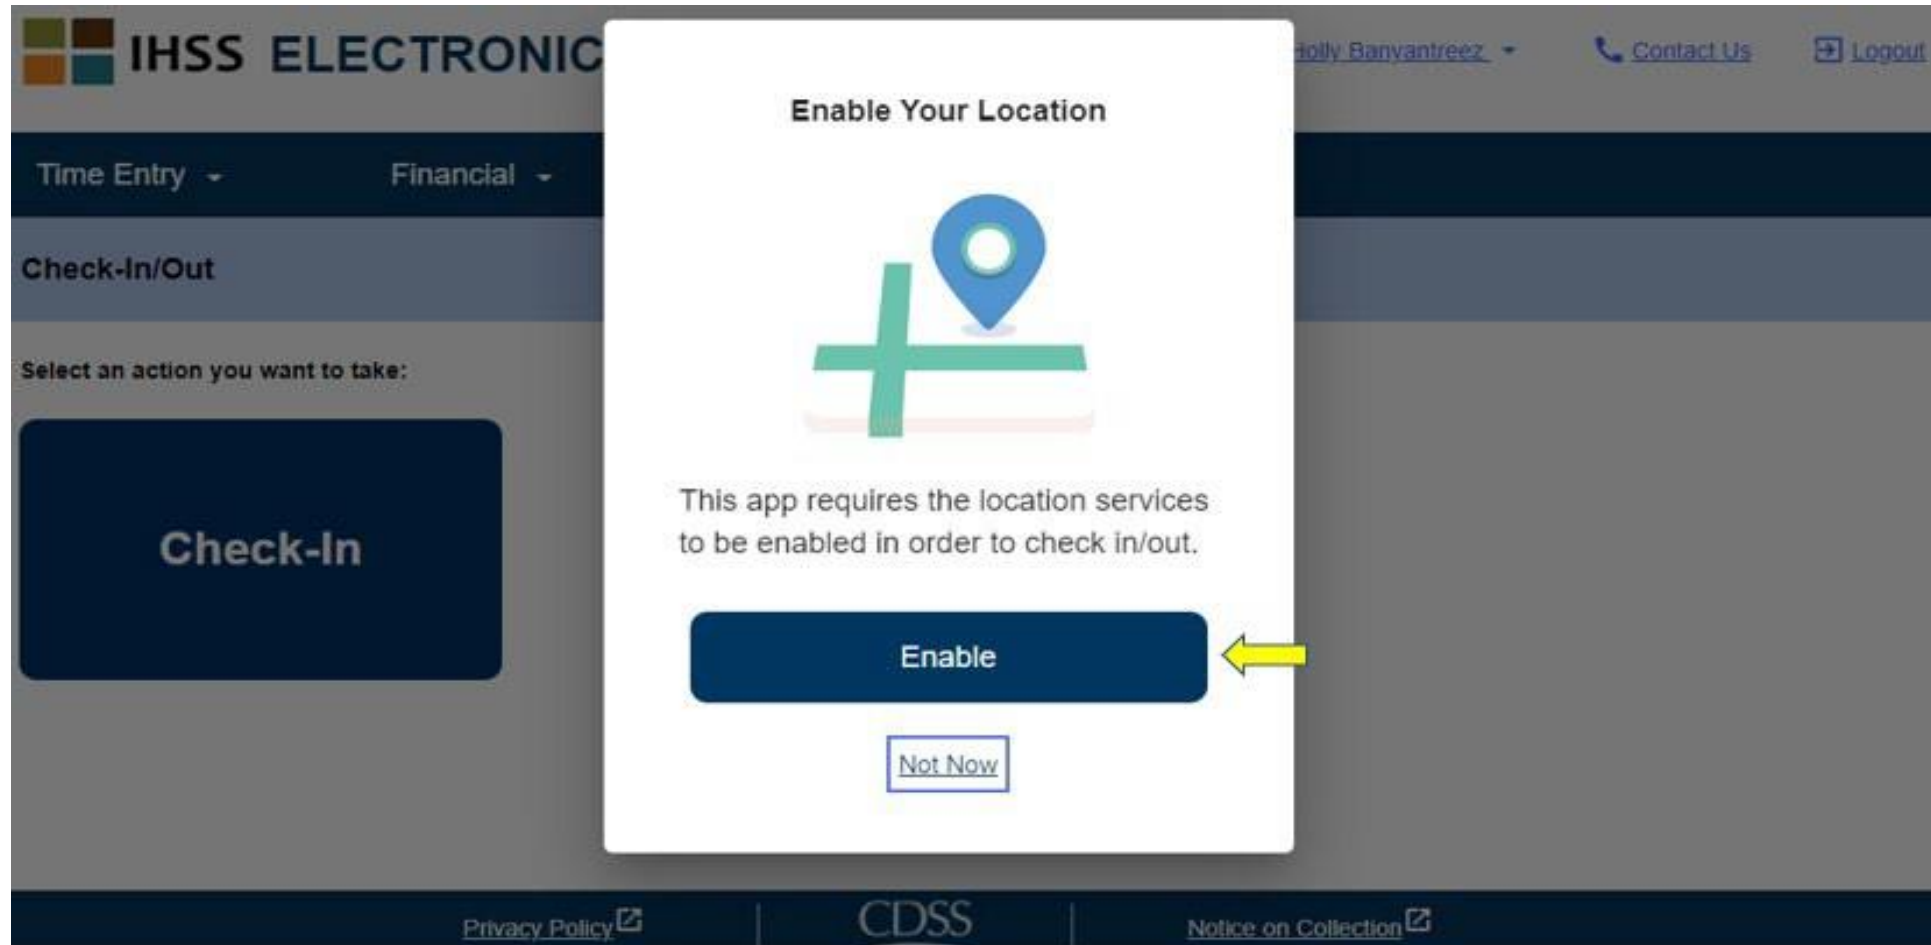 IHSS ELECTRONIC
Holly Banyantreez
Contact Us
Logout
Enable Your Location
Time Entry
Financial
Check-In/Out
Select an action you want to take:
Check-In
This app requires the location services
to be enabled in order to check in/out.
Enable
Not Now
Privacy Policy
CDSS
Notice on Collection